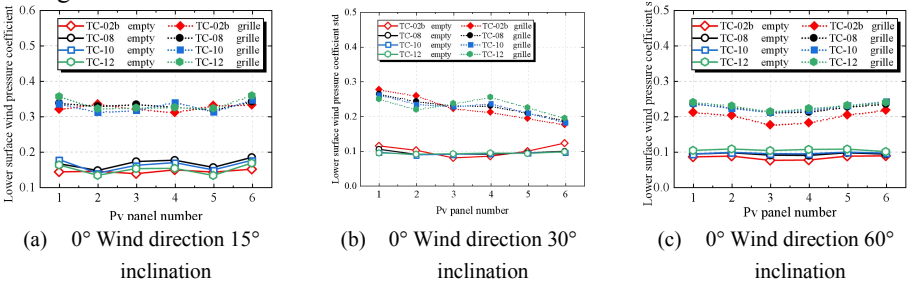 0.6
0.5
0.4
0.3
0.2
0.1
Lower surface wind pressure coefficient
TC-02b empty TC-02b grille
TC-08 empty TC-08 grille
TC-10 empty TC-10 grille
TC-12 empty TC-12 grille
1 2 3 4 5 6
Pv panel number
(a) 0° Wind direction 15°
inclination
0.5
0.4
0.3
0.2
0.1
0.0
Lower surface wind pressure coefficient std
TC-02b empty TC-02b grille
TC-08 empty TC-08 grille
TC-10 empty TC-10 grille
TC-12 empty TC-12 grille
1 2 3 4 5 6
Pv panel number
(b) 0° Wind direction 30°
inclination
0.5
0.4
0.3
0.2
0.1
0.0
Lower surface wind pressure coefficient s
TC-02b empty TC-02b grille
TC-08 empty TC-08 grille
TC-10 empty TC-10 grille
TC-12 empty TC-12 grille
1 2 3 4 5 6
Pv panel number
(c) 0° Wind direction 60°
inclination